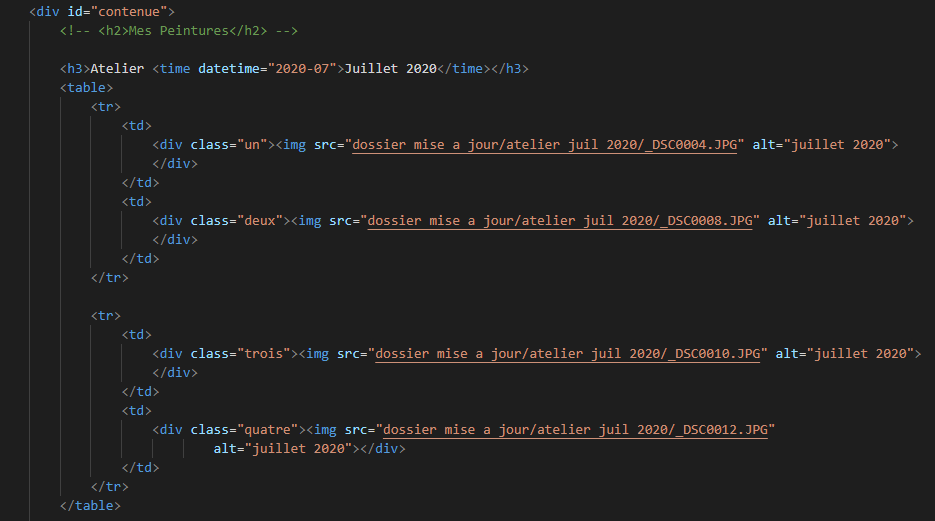 <div id="contenue">
<!-- <h2>Mes Peintures</h2> -->
<h3>Atelier <time datetime="2020-07">Juillet 2020</time></h3>
<table>
<tr>
<td>
<div class="un"><img src="dossier mise a jour/atelier juil 2020/_DSC0004.JPG" alt="juillet 2020">
</div>
</td>
<td>
<div class="deux"><img src="dossier mise a jour/atelier juil 2020/_DSC0008.JPG" alt="juillet 2020">
</div>
</td>
</tr>
<tr>
<td>
<div class="trois"><img src="dossier mise a jour/atelier juil 2020/_DSC0010.JPG" alt="juillet 2020">
</div>
</td>
<td>
<div class="quatre"><img src="dossier mise a jour/atelier juil 2020/_DSC0012.JPG"
alt="juillet 2020"></div>
</td>
</tr>
</table>